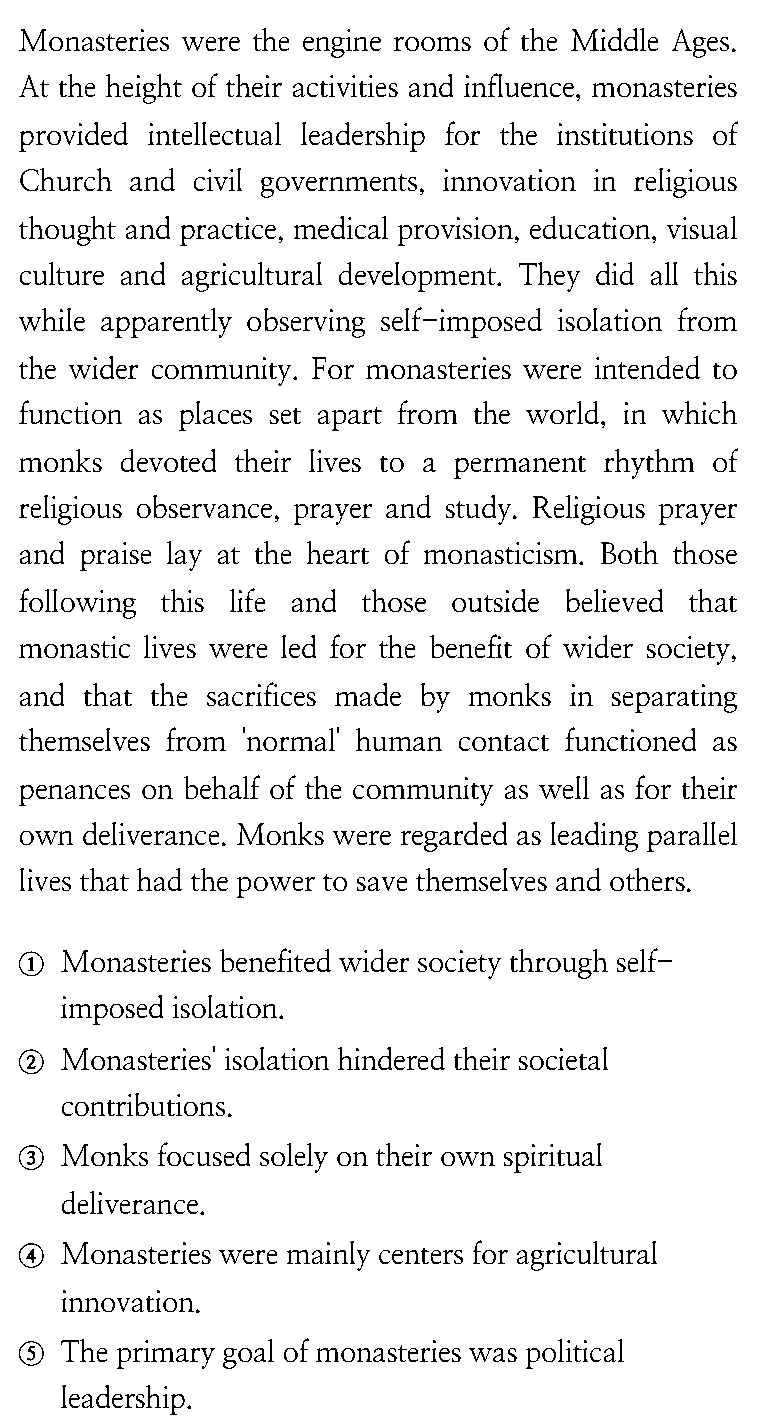 Monasteries were the engine rooms of the Middle Ages.
At the height of their activities and influence, monasteries
provided intellectual leadership for the institutions of
Church and civil governments, innovation in religious
thought and practice, medical provision, education, visual
culture and agricultural development. They did all this
while apparently observing self-imposed isolation from
the wider community. For monasteries were intended to
function as places set apart from the world, in which
monks devoted their lives to a permanent rhythm of
religious observance, prayer and study. Religious prayer
and praise lay at the heart of monasticism. Both those
following this life and those outside believed that
monastic lives were led for the benefit of wider society,
and that the sacrifices made by monks in separating
themselves from 'normal' human contact functioned as
penances on behalf of the community as well as for their
own deliverance. Monks were regarded as leading parallel
lives that had the power to save themselves and others.
① Monasteries benefited wider society through self-
imposed isolation.
② Monasteries' isolation hindered their societal
contributions.
③ Monks focused solely on their own spiritual
deliverance.
④ Monasteries were mainly centers for agricultural
innovation.
⑤ The primary goal of monasteries was political
leadership.